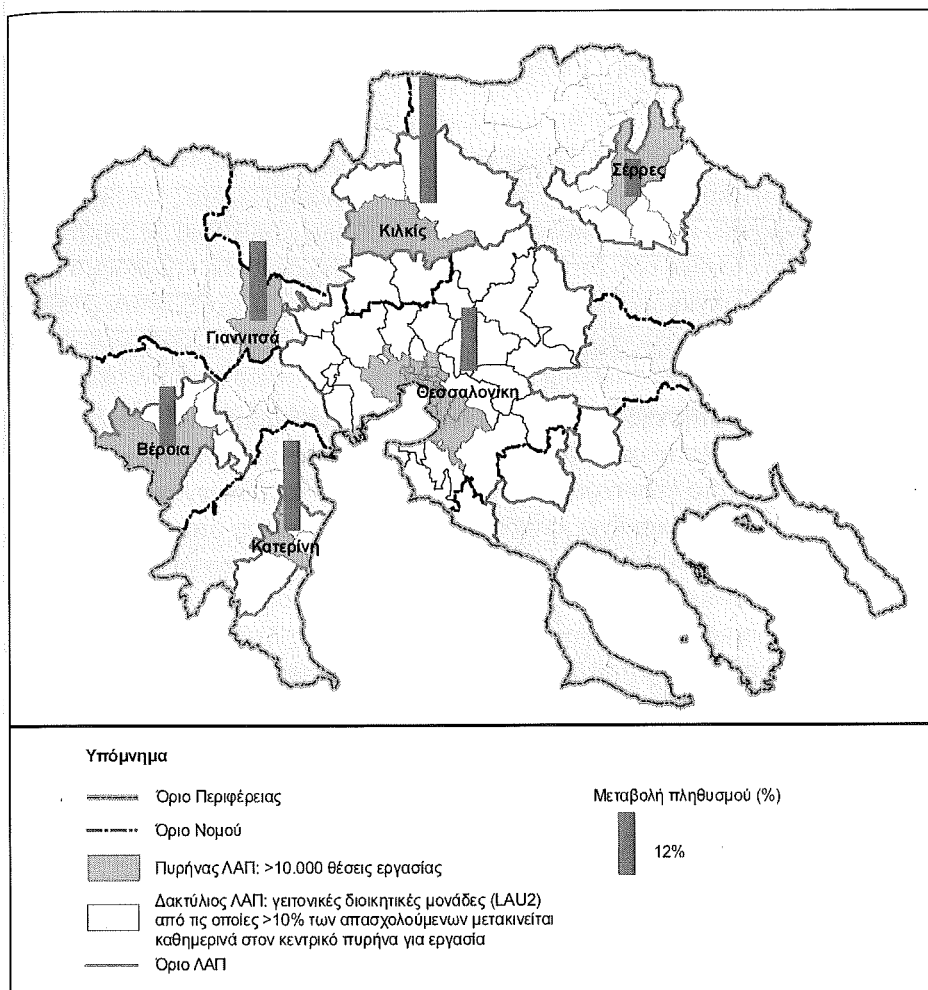 Σέρρες
Κιλκίς
Γιαννιτσά
Θεσσαλονίκη
Βέροια
Κατερίνη
Υπόμνημα
Όριο Περιφέρειας
Όριο Νομού
Πυρήνας ΛΑΠ: >10.000 θέσεις εργασίας
Δακτύλιος ΛΑΠ: γειτονικές διοικητικές μονάδες (LAU2)
από τις οποίες >10% των απασχολούμενων μετακινείται
καθημερινά στον κεντρικό πυρήνα για εργασία
Όριο ΛΑΠ
Μεταβολή πληθυσμού (%)
12%